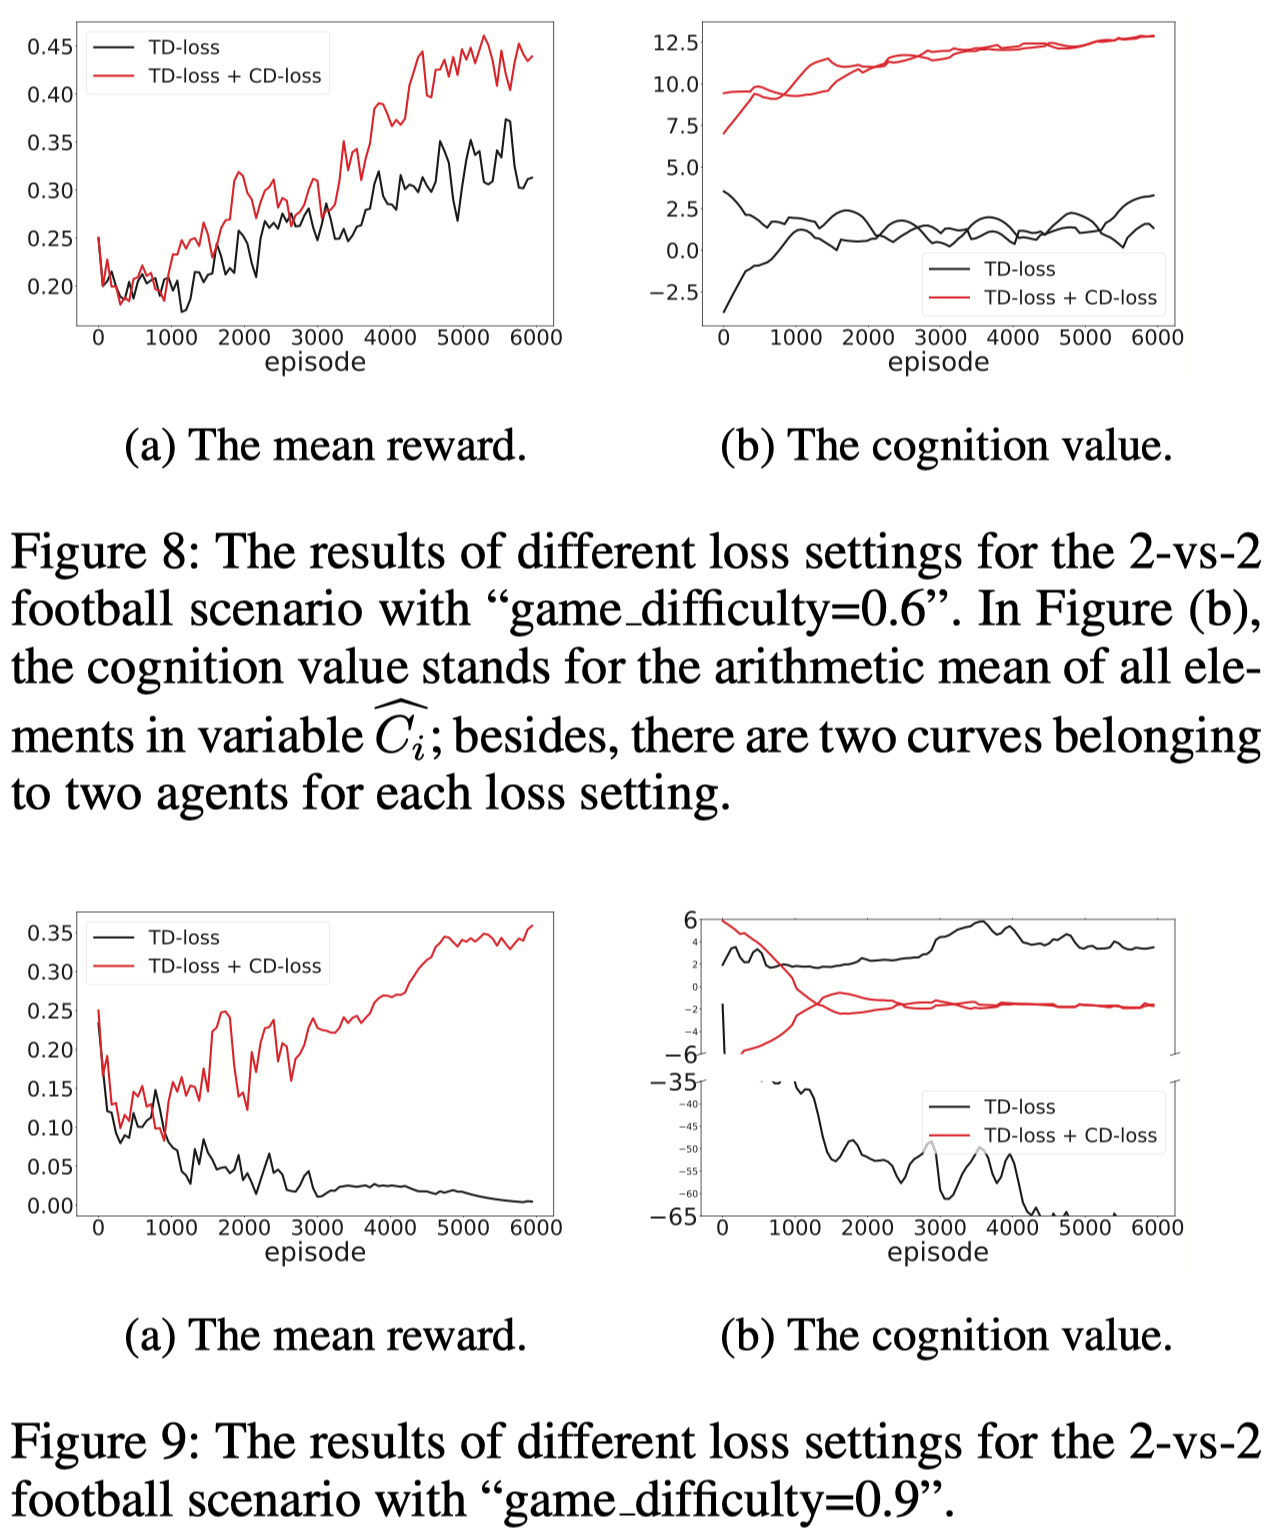 0.45
0.40
0.35
0.30
0.25
0.20
TD-loss
TD-loss + CD-loss
0 1000 2000 3000 4000 5000 6000
episode
12.5
10.0
7.5
5.0
2.5
0.0
−2.5
TD-loss
TD-loss + CD-loss
0 1000 2000 3000 4000 5000 6000
episode
(a) The mean reward.
(b) The cognition value.
Figure 8: The results of different loss settings for the 2-vs-2
football scenario with “game_difficulty=0.6”. In Figure (b),
the cognition value stands for the arithmetic mean of all ele-
ments in variable $\widehat{C_i}$; besides, there are two curves belonging
to two agents for each loss setting.
0.35
0.30
0.25
0.20
0.15
0.10
0.05
0.00
TD-loss
TD-loss + CD-loss
0 1000 2000 3000 4000 5000 6000
episode
6
4
2
0
−2
−4
−6
−35
−40
−45
−50
−55
−60
−65
TD-loss
TD-loss + CD-loss
0 1000 2000 3000 4000 5000 6000
episode
(a) The mean reward.
(b) The cognition value.
Figure 9: The results of different loss settings for the 2-vs-2
football scenario with “game_difficulty=0.9”.